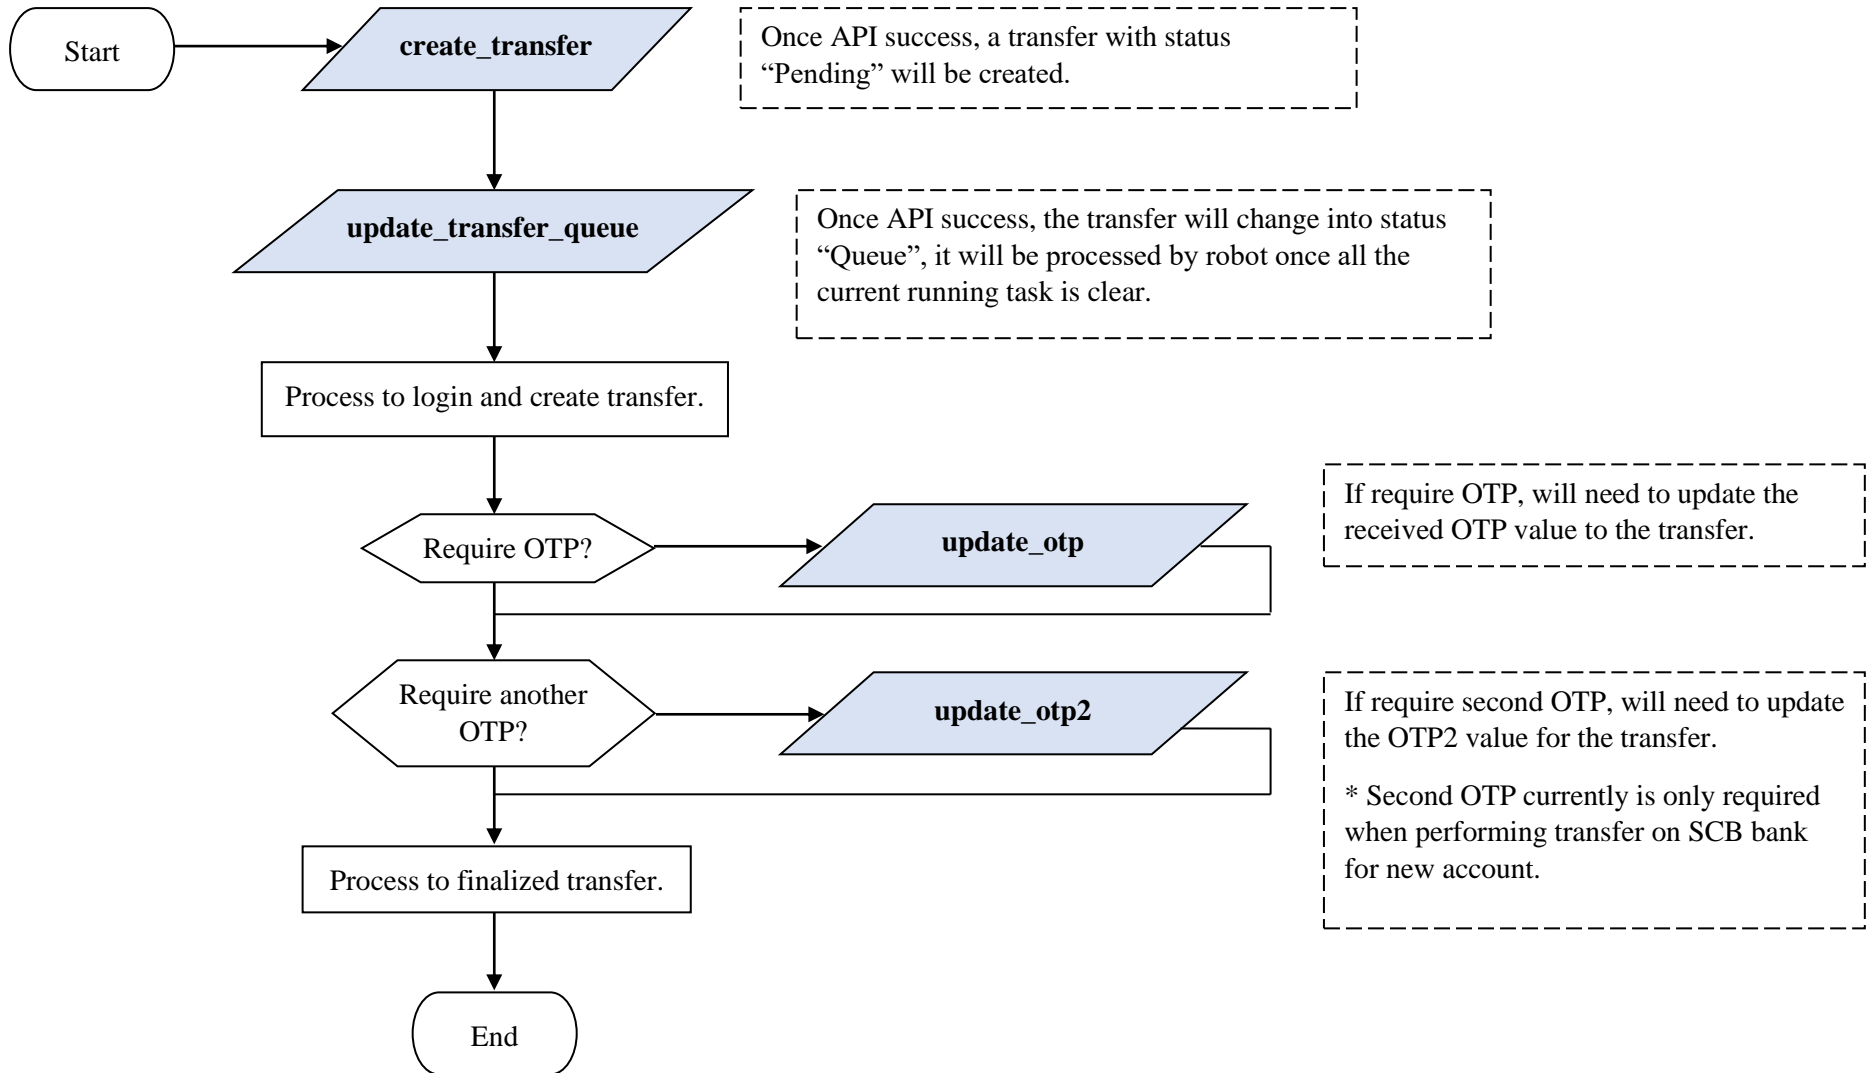 Start
create_transfer
Once API success, a transfer with status
“Pending” will be created.
update_transfer_queue
Once API success, the transfer will change into status
“Queue”, it will be processed by robot once all the
current running task is clear.
Process to login and create transfer.
Require OTP?
update_otp
If require OTP, will need to update the
received OTP value to the transfer.
Require another
OTP?
update_otp2
If require second OTP, will need to update
the OTP2 value for the transfer.
* Second OTP currently is only required
when performing transfer on SCB bank
for new account.
Process to finalized transfer.
End